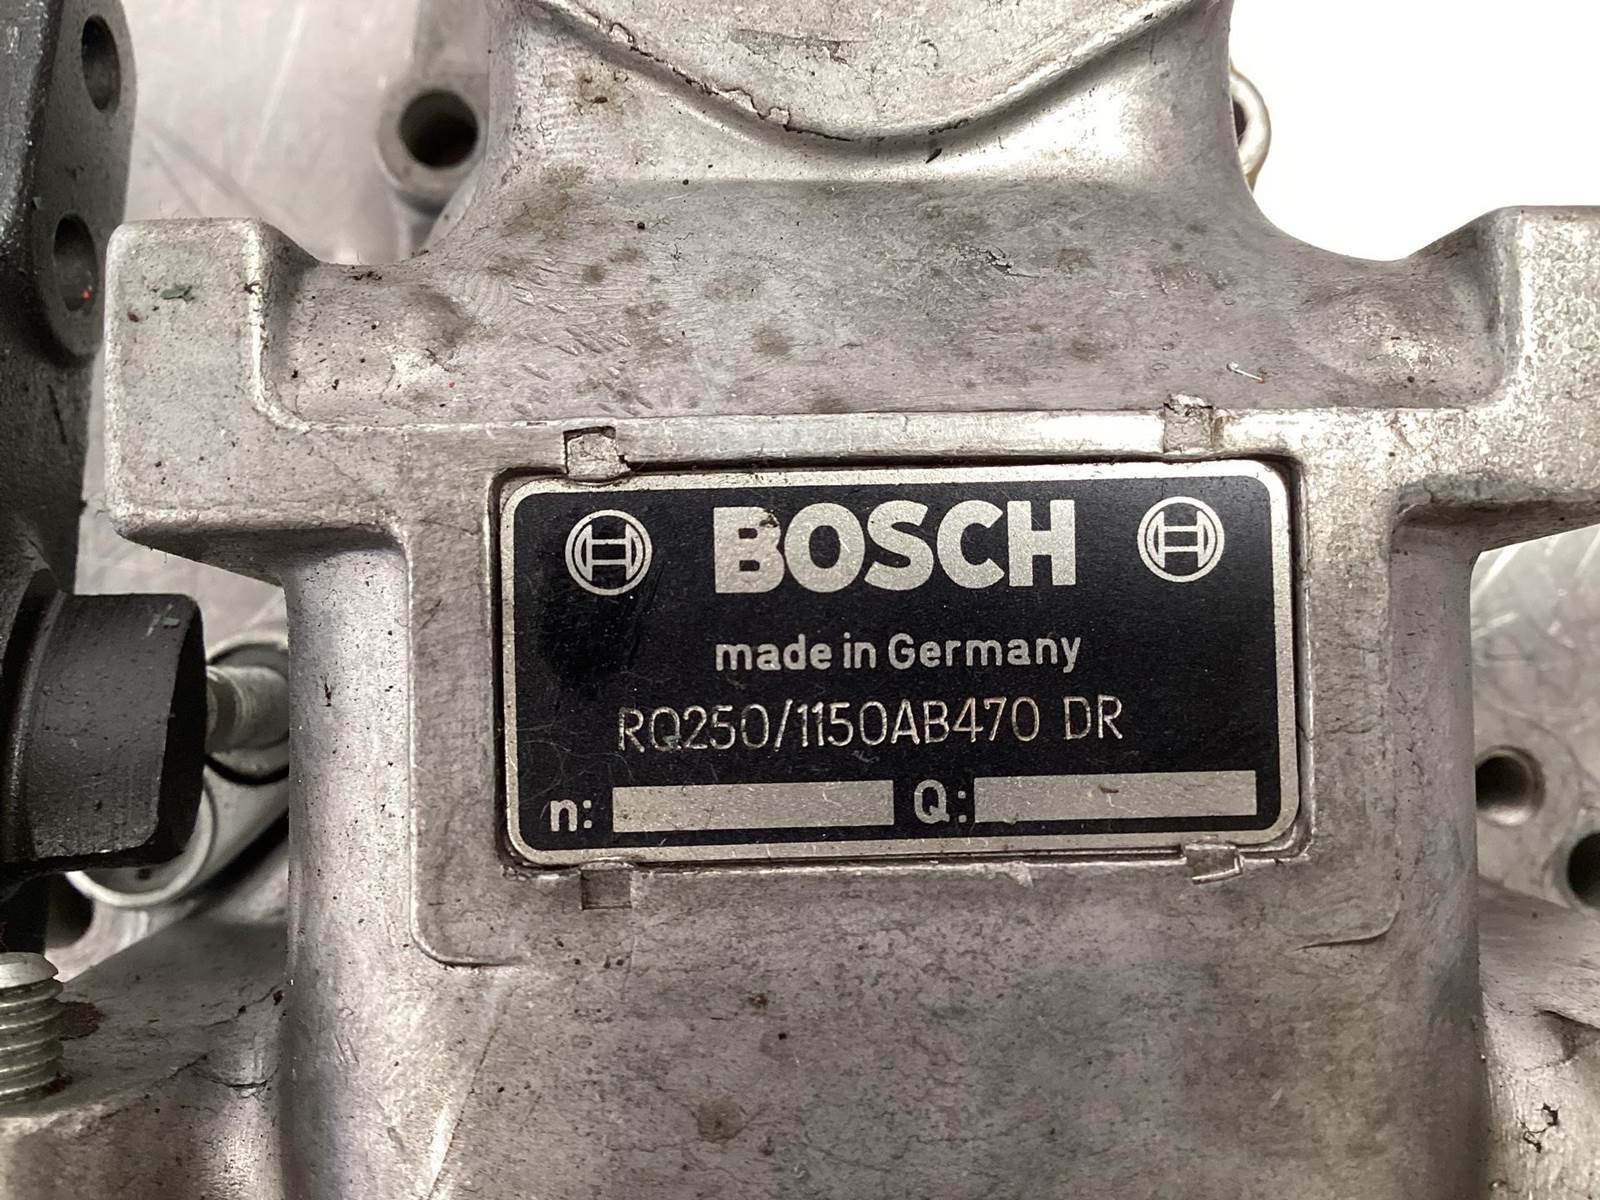 BOSCH
made in Germany
RQ250/1150AB470 DR
n: Q: